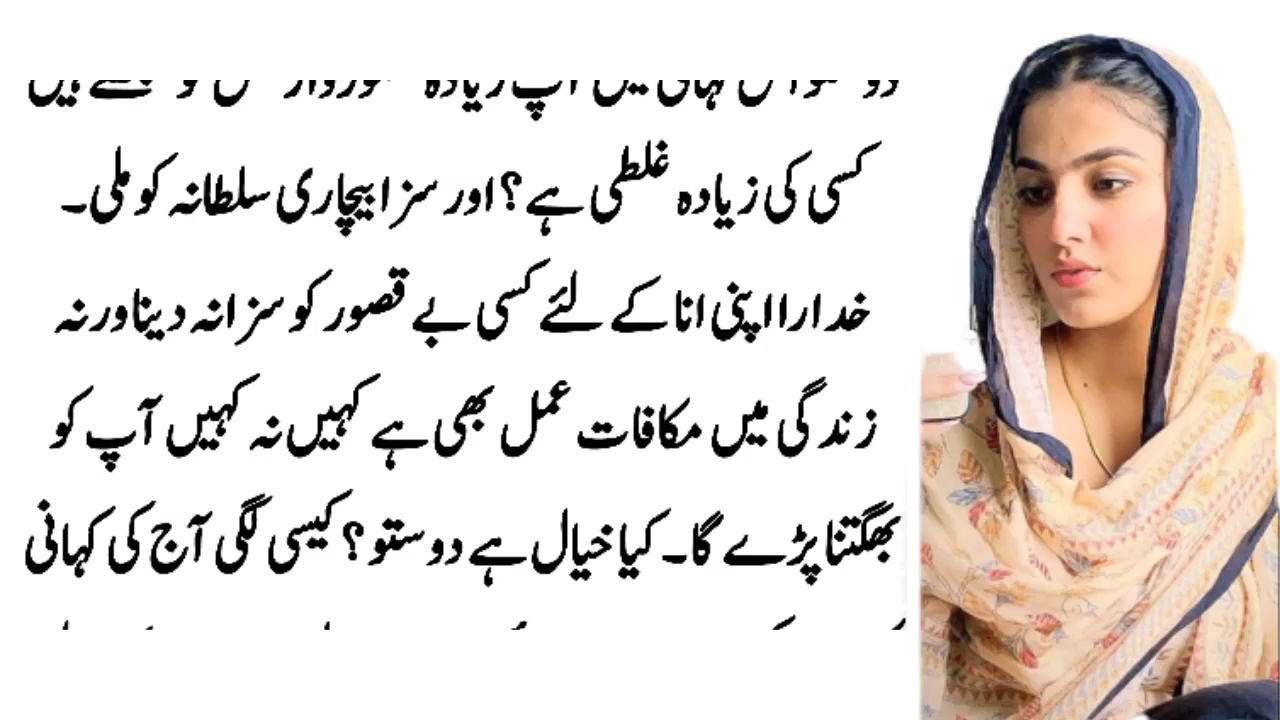 کسی کی زیادہ غلطی ہے؟ اور سزا بیچاری سلطانہ کو ملی۔
خدارا اپنی انا کے لئے کسی بے قصور کو سزا نہ دینا ورنہ
زندگی میں مکافات عمل بھی ہے کہیں نہ کہیں آپ کو
بھگتنا پڑے گا۔ کیا خیال ہے دوستو؟ کیسی لگی آج کی کہانی